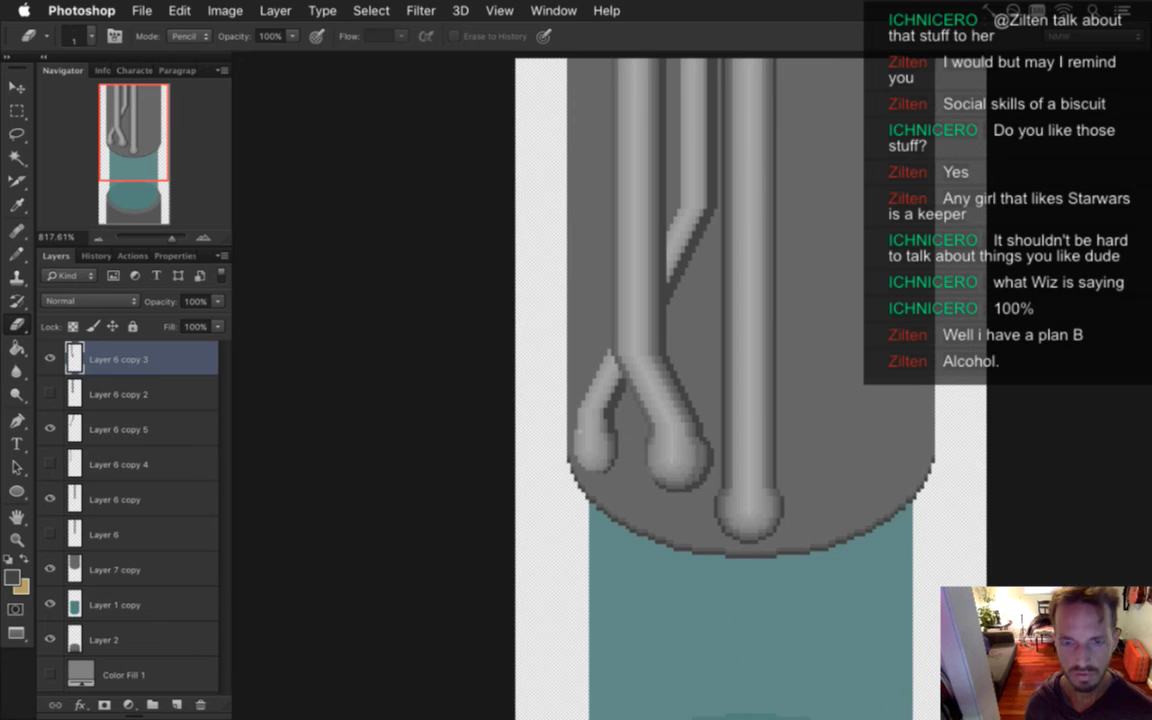 Photoshop File Edit Image Layer Type Select Filter 3D View Window Help
1 Mode: Pencil Opacity: 100% Flow: Erase to History
Navigator Info Characte Paragrap
817.61%
Layers History Actions Properties
Kind
Normal Opacity: 100%
Lock: Fill: 100%
Layer 6 copy 3
Layer 6 copy 2
Layer 6 copy 5
Layer 6 copy 4
Layer 6 copy
Layer 6
Layer 7 copy
Layer 1 copy
Layer 2
Color Fill 1
fx
ICHNICERO @Zilten talk about
that stuff to her
Zilten I would but may I remind
you
Zilten Social skills of a biscuit
ICHNICERO Do you like those
stuff?
Zilten Yes
Zilten Any girl that likes Starwars
is a keeper
ICHNICERO It shouldn't be hard
to talk about things you like dude
ICHNICERO what Wiz is saying
ICHNICERO 100%
Zilten Well i have a plan B
Zilten Alcohol.